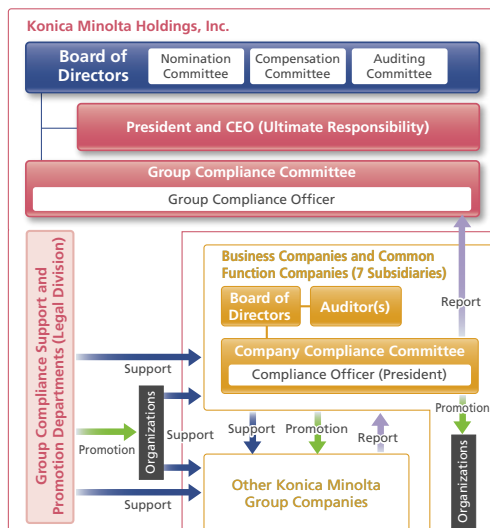 Konica Minolta Holdings, Inc.
Board of
Directors
Nomination
Committee
Compensation
Committee
Auditing
Committee
President and CEO (Ultimate Responsibility)
Group Compliance Committee
Group Compliance Officer
Group Compliance Support and
Promotion Departments (Legal Division)
Business Companies and Common
Function Companies (7 Subsidiaries)
Board of
Directors
Auditor(s)
Report
Company Compliance Committee
Compliance Officer (President)
Support
Promotion
Organizations
Support
Support
Promotion
Report
Promotion
Organizations
Support
Other Konica Minolta
Group Companies